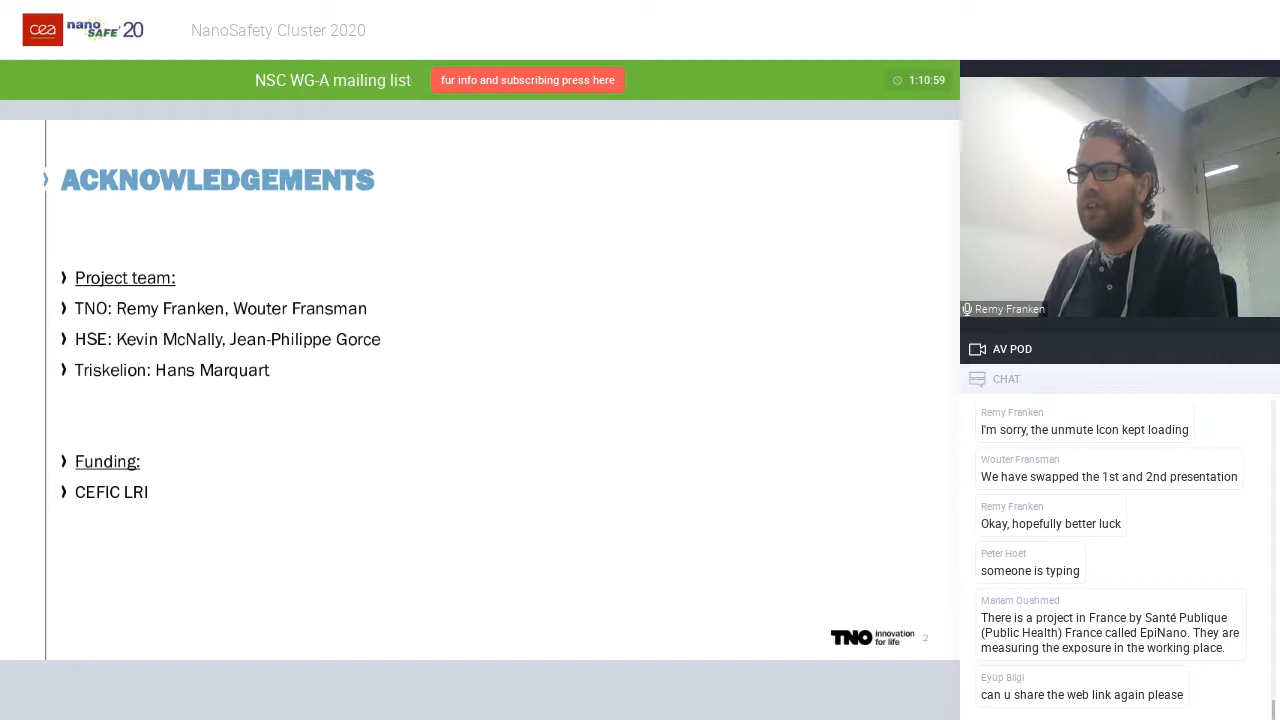 cea nano SAFE' 20
NanoSafety Cluster 2020
NSC WG-A mailing list
fur info and subscribing press here
1:10:59
ACKNOWLEDGEMENTS
Project team:
TNO: Remy Franken, Wouter Fransman
HSE: Kevin McNally, Jean-Philippe Gorce
Triskelion: Hans Marquart
Funding:
CEFIC LRI
TNO innovation
for life
2
Remy Franken
AV POD
CHAT
Remy Franken
I'm sorry, the unmute Icon kept loading
Wouter Fransman
We have swapped the 1st and 2nd presentation
Remy Franken
Okay, hopefully better luck
Peter Hoet
someone is typing
Mariam Ouahmed
There is a project in France by Santé Publique
(Public Health) France called EpiNano. They are
measuring the exposure in the working place.
Eyüp Bilgi
can u share the web link again please